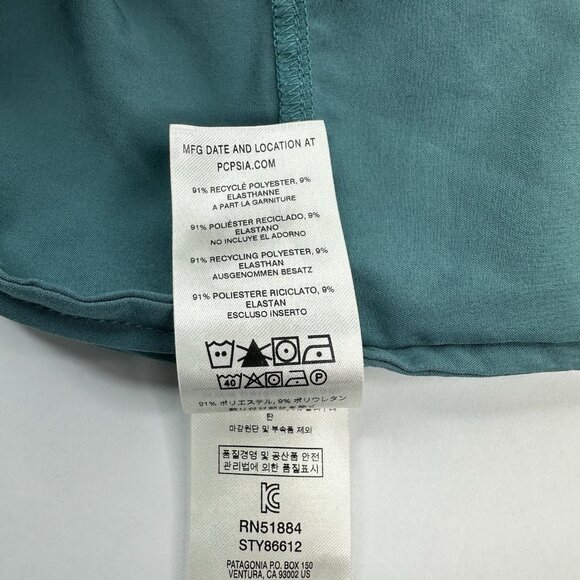 MFG DATE AND LOCATION AT
PCPSIA.COM
91% RECYCLÉ POLYESTER, 9%
ELASTHANNE
A PART LA GARNITURE
91% POLIÉSTER RECICLADO, 9%
ELASTANO
NO INCLUYE EL ADORNO
91% RECYCLING POLYESTER, 9%
ELASTHAN
AUSGENOMMEN BESATZ
91% POLIESTERE RICICLATO, 9%
ELASTAN
ESCLUSO INSERTO
40 P
91% ポリエステル, 9% ポリウレタン
탄
마감원단 및 부속품 제외
품질경영 및 공산품 안전
관리법에 의한 품질표시
RN51884
STY86612
PATAGONIA P.O. BOX 150
VENTURA, CA 93002 US